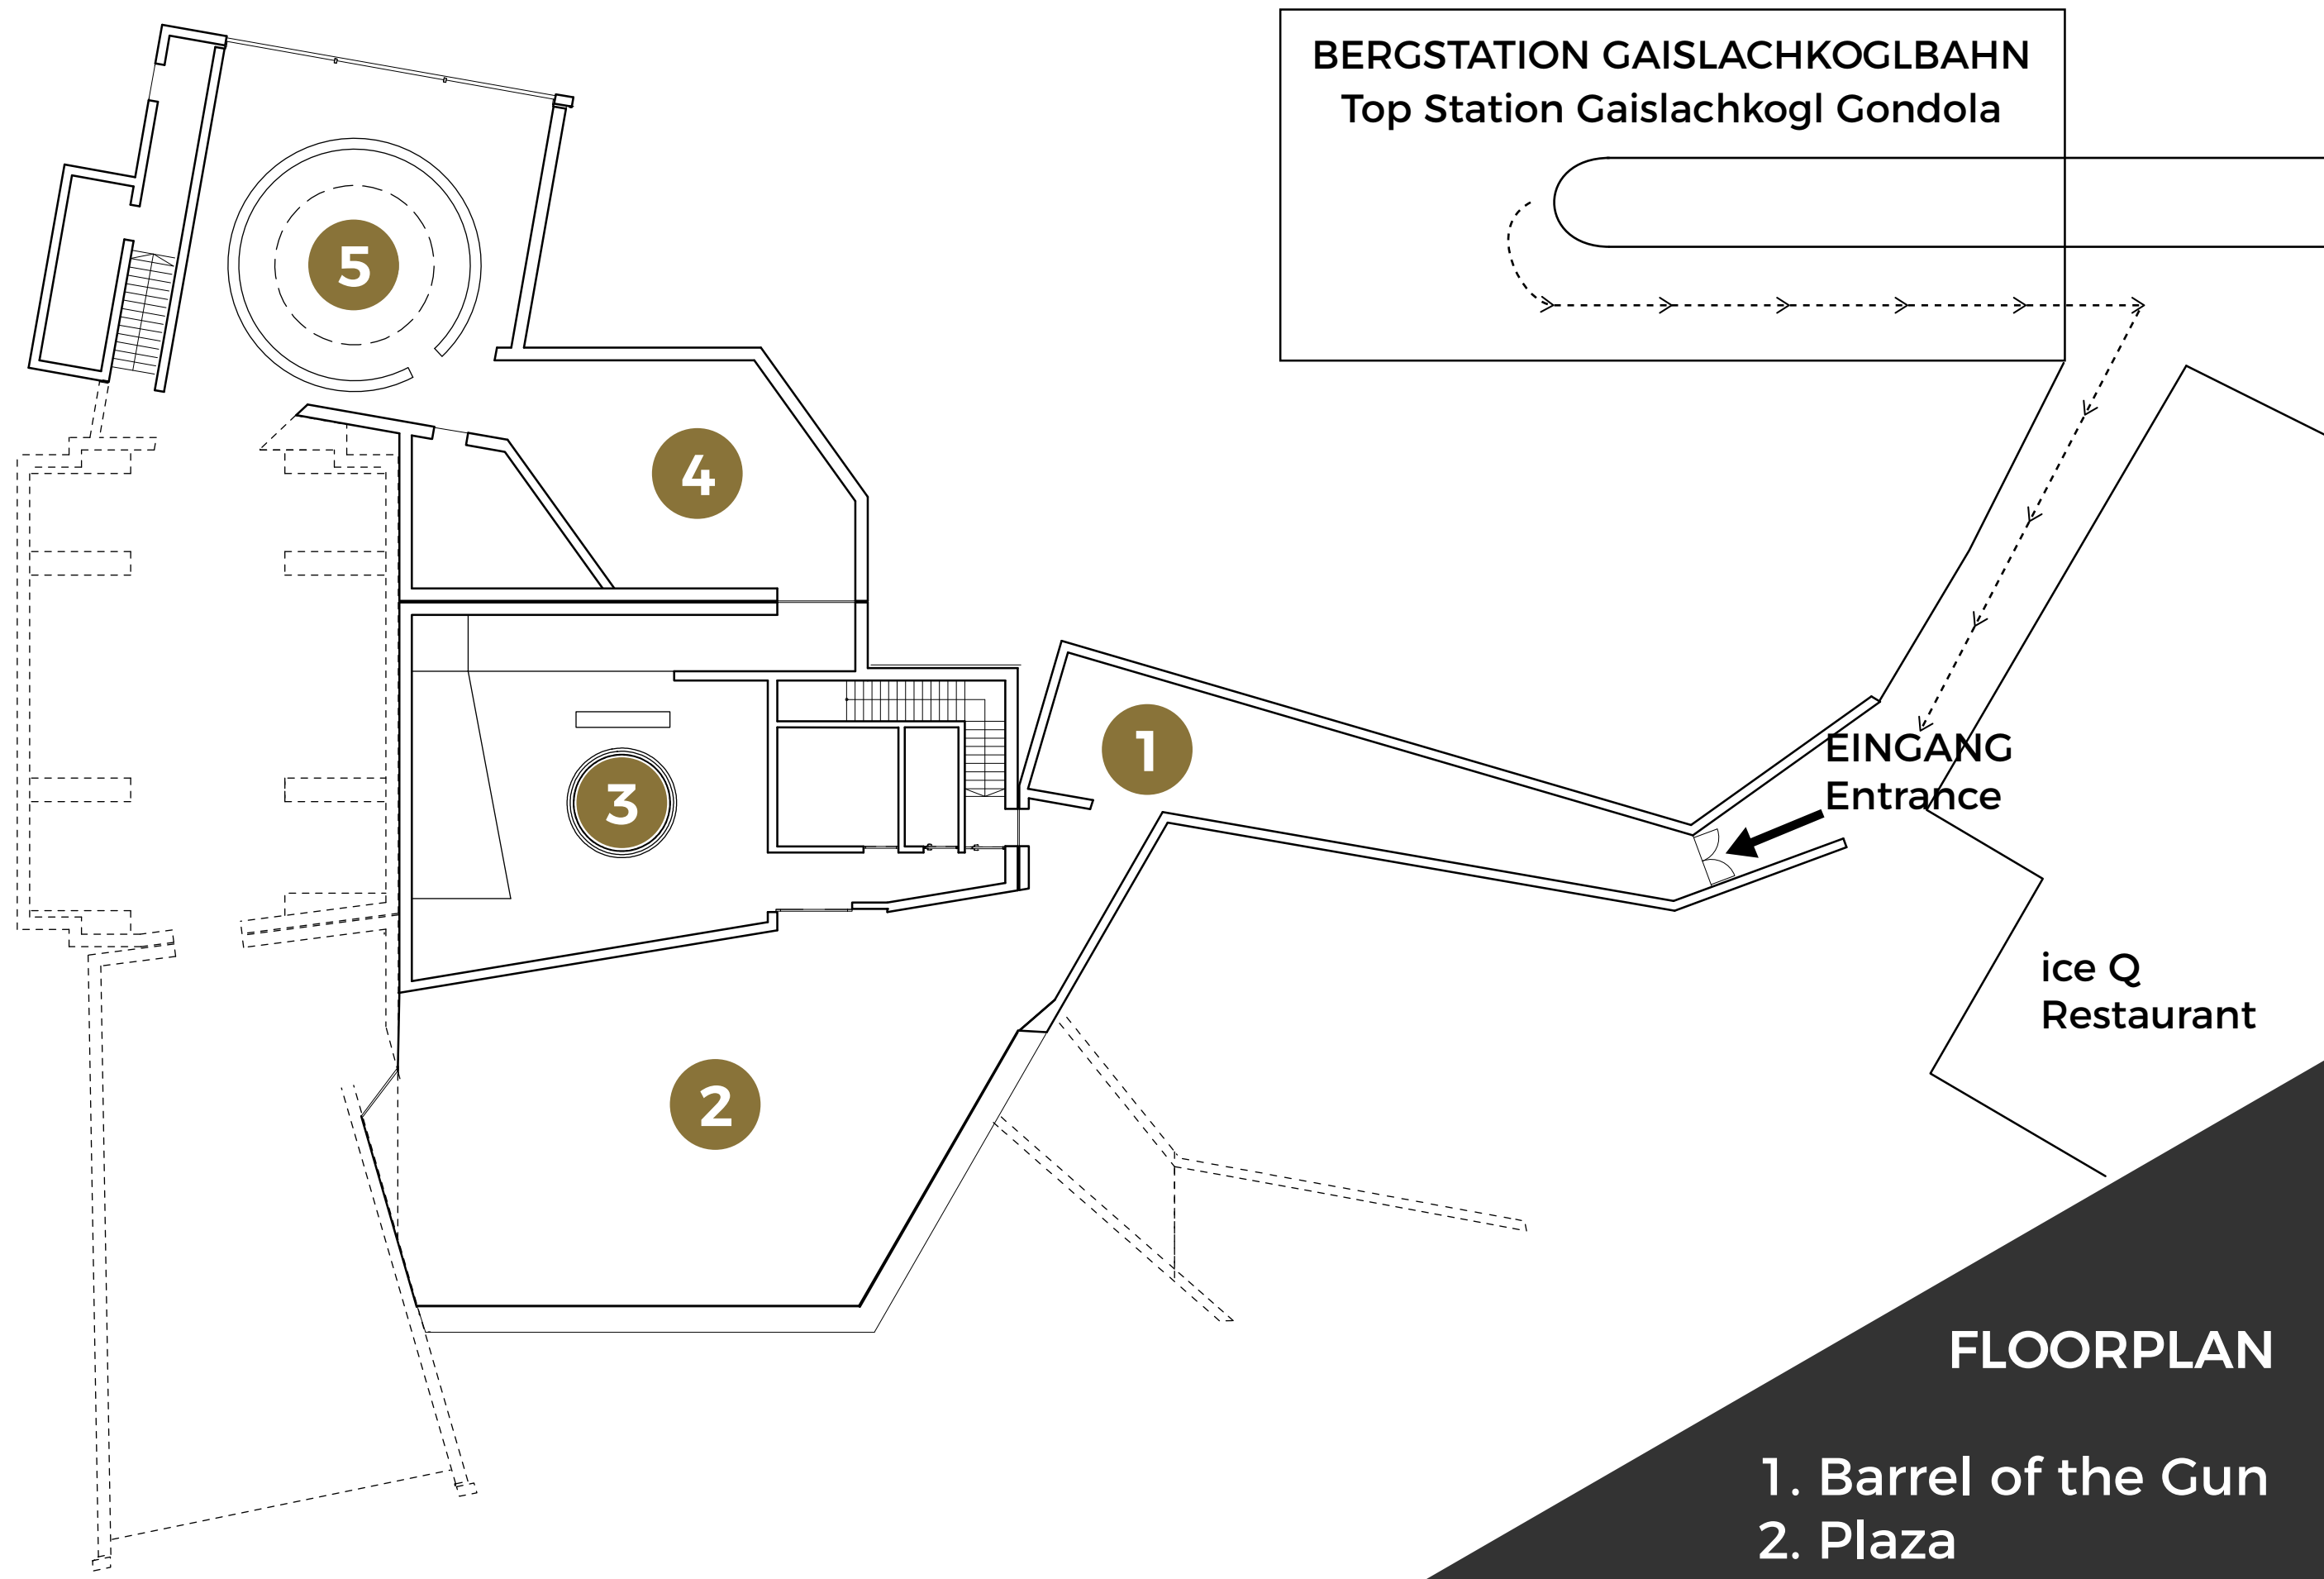 BERGSTATION GAISLACHKOGLBAHN
Top Station Gaislachkogl Gondola
5
4
1
3
EINGANG
Entrance
ice Q
Restaurant
2
FLOORPLAN
1. Barrel of the Gun
2. Plaza